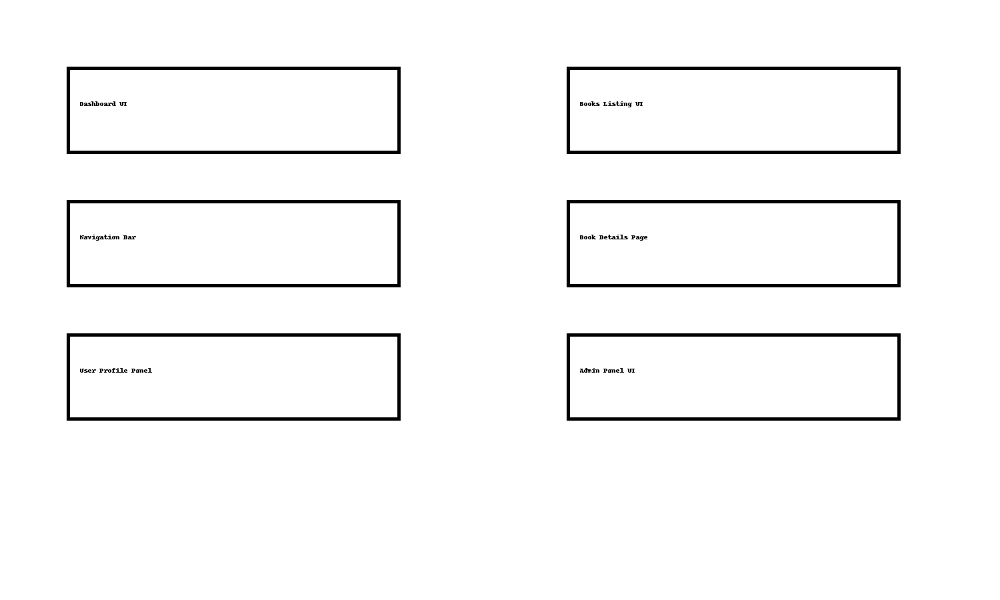 Dashboard UI
Books Listing UI
Navigation Bar
Book Details Page
User Profile Panel
Admin Panel UI